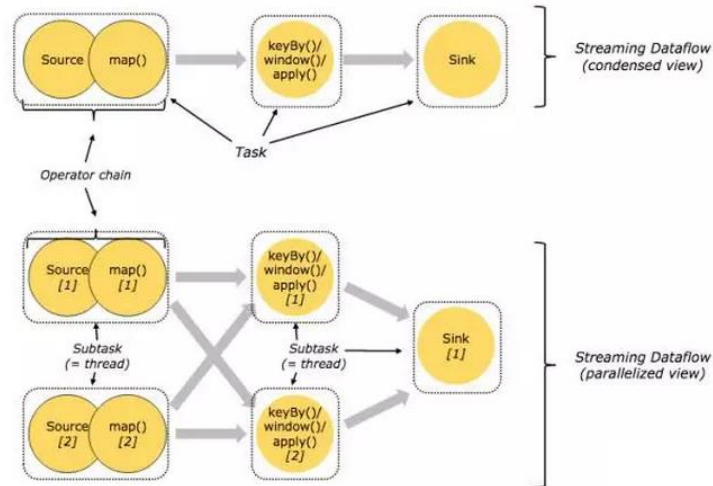 Source
map()
keyBy()/
window()/
apply()
Sink
Streaming Dataflow
(condensed view)
Task
Operator chain
Source
[1]
map()
[1]
keyBy()/
window()/
apply()
[1]
Subtask
(= thread)
Subtask
(= thread)
Sink
[1]
Streaming Dataflow
(parallelized view)
Source
[2]
map()
[2]
keyBy()/
window()/
apply()
[2]